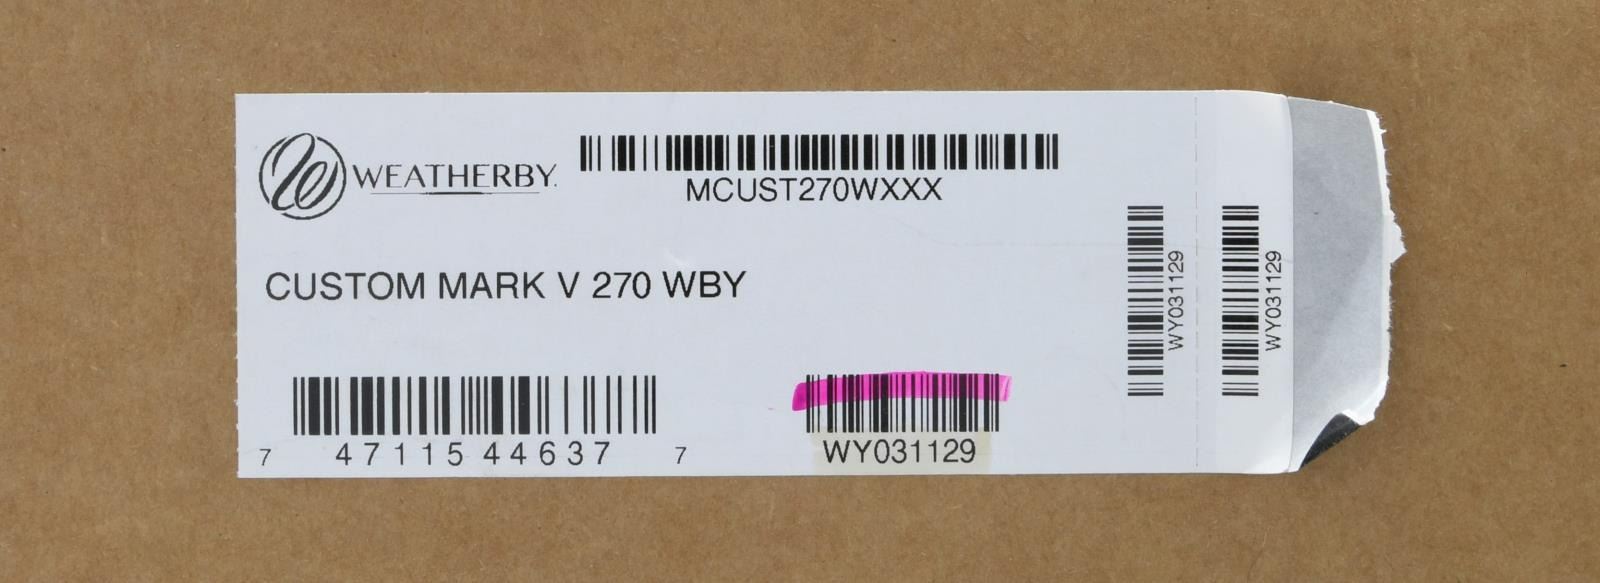 WEATHERBY.
MCUST270WXXX
CUSTOM MARK V 270 WBY
7 47115 44637 7
WY031129
WY031129
WY031129